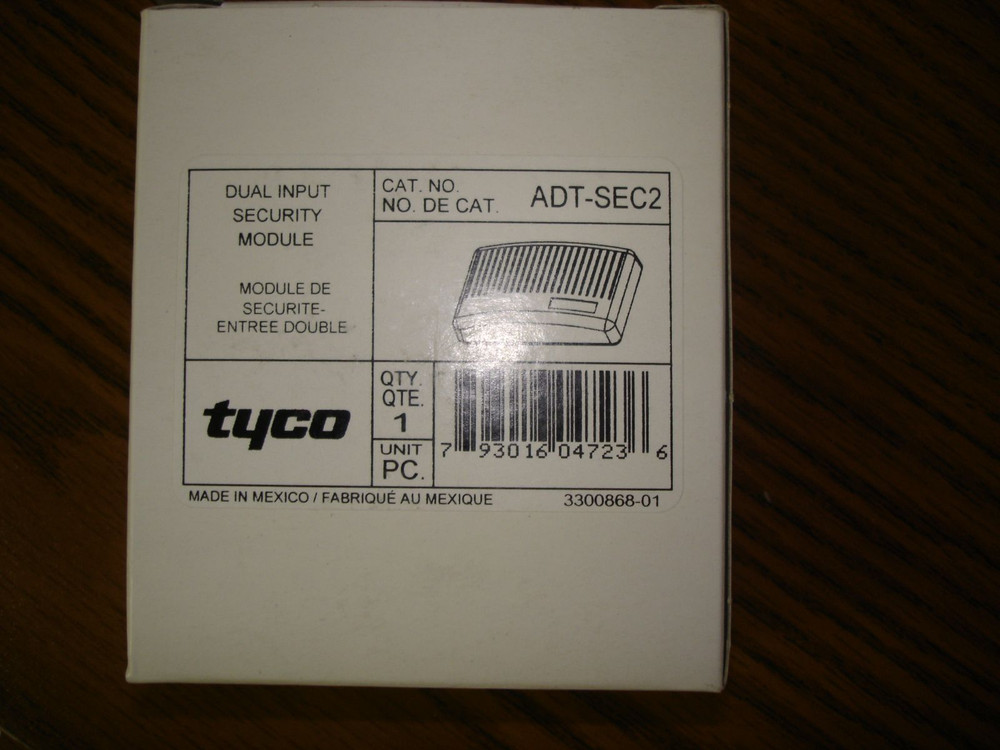 DUAL INPUT
SECURITY
MODULE
MODULE DE
SECURITE-
ENTREE DOUBLE
CAT. NO.
NO. DE CAT.
ADT-SEC2
tyco
QTY.
QTE.
1
UNIT
PC.
7 93016 04723 6
MADE IN MEXICO / FABRIQUÉ AU MEXIQUE
3300868-01